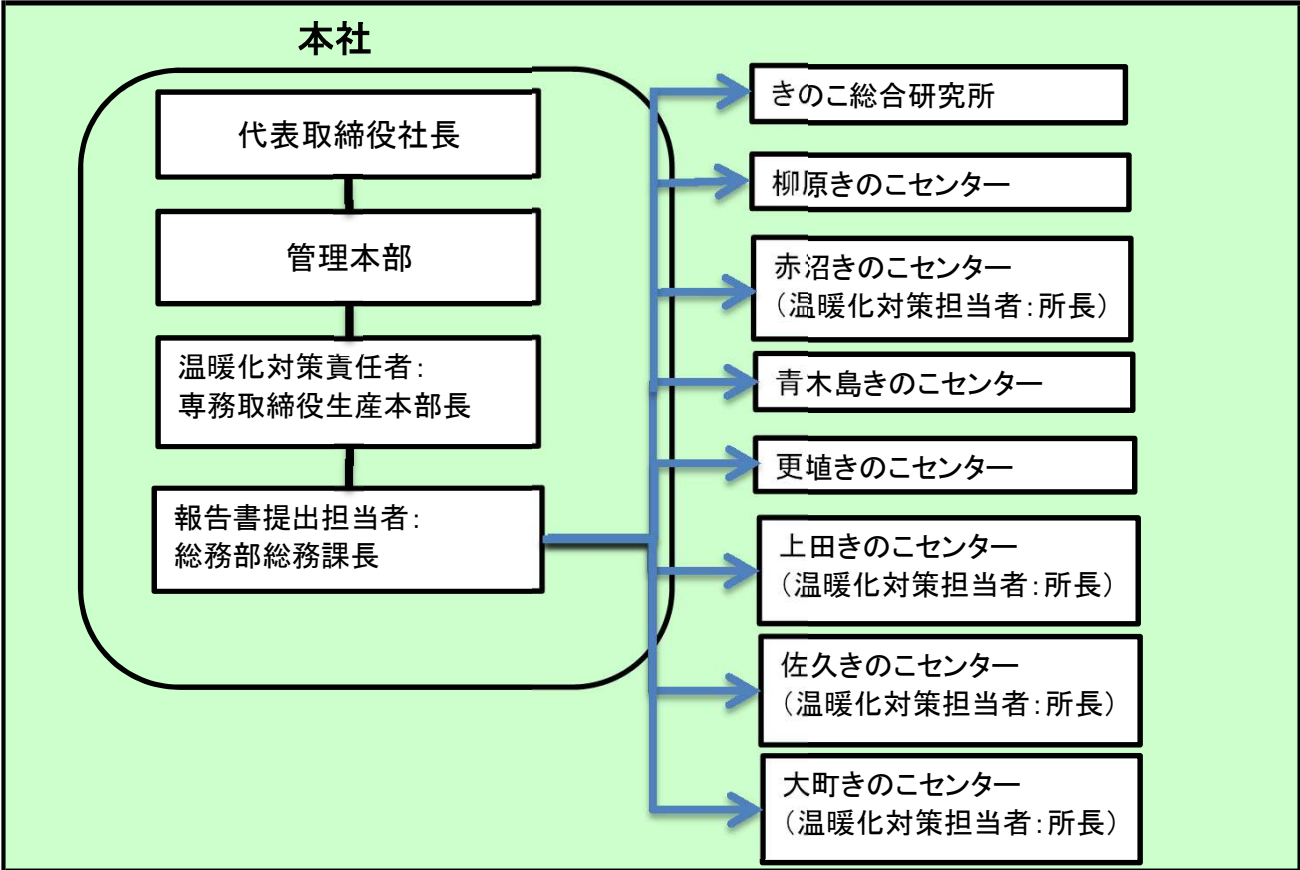 本社
代表取締役社長
管理本部
温暖化対策責任者：
専務取締役生産本部長
報告書提出担当者：
総務部総務課長
きのこ総合研究所
柳原きのこセンター
赤沼きのこセンター
（温暖化対策担当者：所長）
青木島きのこセンター
更埴きのこセンター
上田きのこセンター
（温暖化対策担当者：所長）
佐久きのこセンター
（温暖化対策担当者：所長）
大町きのこセンター
（温暖化対策担当者：所長）